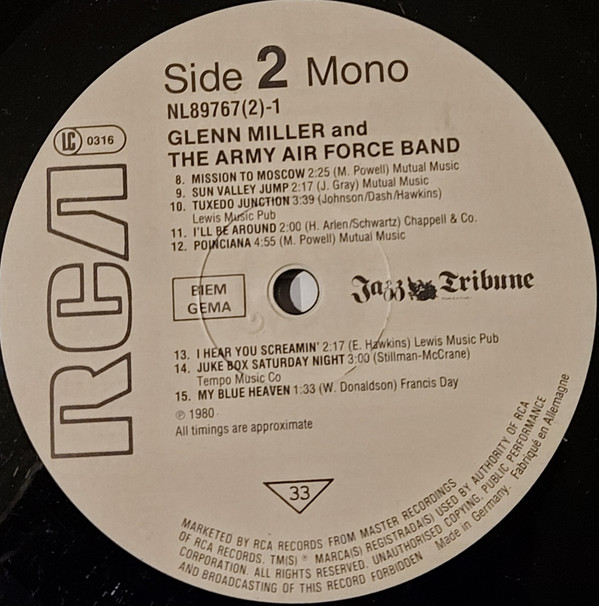 Side 2 Mono
NL89767(2)-1
GLENN MILLER and
THE ARMY AIR FORCE BAND
LC 0316
RCA
8. MISSION TO MOSCOW 2:25 (M. Powell) Mutual Music
9. SUN VALLEY JUMP 2:17 (J. Gray) Mutual Music
10. TUXEDO JUNCTION 3:39 (Johnson/Dash/Hawkins)
Lewis Music Pub
11. I'LL BE AROUND 2:00 (H. Arlen/Schwartz) Chappell & Co.
12. POINCIANA 4:55 (M. Powell) Mutual Music
BIEM
GEMA
Jazz Tribune
13. I HEAR YOU SCREAMIN' 2:17 (E. Hawkins) Lewis Music Pub
14. JUKE BOX SATURDAY NIGHT 3:00 (Stillman-McCrane)
Tempo Music Co
15. MY BLUE HEAVEN 1:33 (W. Donaldson) Francis Day
℗ 1980
All timings are approximate
33
MARKETED BY RCA RECORDS FROM MASTER RECORDINGS
OF RCA RECORDS. TM(S) ® MARCA(S) REGISTRADA(S) USED BY AUTHORITY OF RCA
CORPORATION. ALL RIGHTS RESERVED. UNAUTHORISED COPYING, PUBLIC PERFORMANCE
AND BROADCASTING OF THIS RECORD FORBIDDEN Made in Germany. Fabriqué en Allemagne